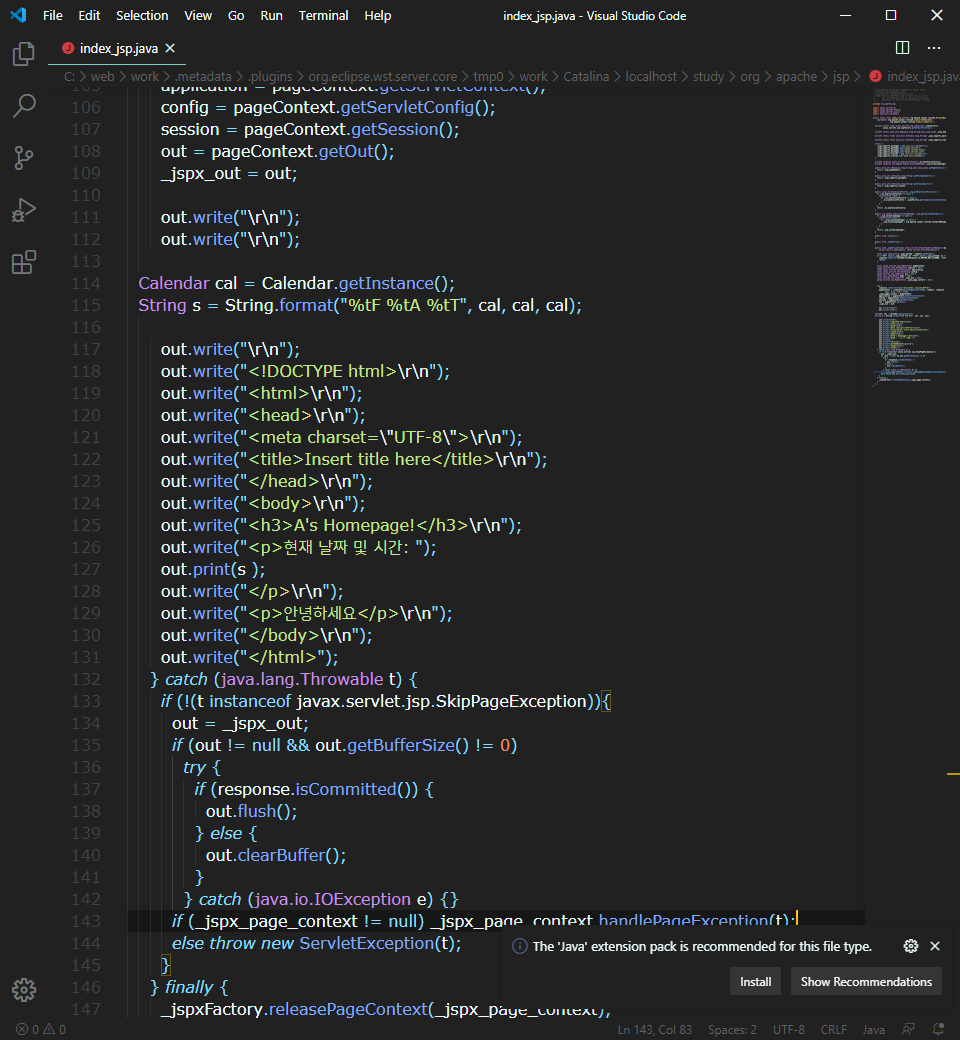 File Edit Selection View Go Run Terminal Help index_jsp.java - Visual Studio Code
index_jsp.java
C: > web > work > .metadata > .plugins > org.eclipse.wst.server.core > tmp0 > work > Catalina > localhost > study > org > apache > jsp > index_jsp.java
105 application = pageContext.getServletContext();
106 config = pageContext.getServletConfig();
107 session = pageContext.getSession();
108 out = pageContext.getOut();
109 _jspx_out = out;
110
111 out.write("\r\n");
112 out.write("\r\n");
113
114 Calendar cal = Calendar.getInstance();
115 String s = String.format("%tF %tA %tT", cal, cal, cal);
116
117 out.write("\r\n");
118 out.write("<!DOCTYPE html>\r\n");
119 out.write("<html>\r\n");
120 out.write("<head>\r\n");
121 out.write("<meta charset=\"UTF-8\">\r\n");
122 out.write("<title>Insert title here</title>\r\n");
123 out.write("</head>\r\n");
124 out.write("<body>\r\n");
125 out.write("<h3>A's Homepage!</h3>\r\n");
126 out.write("<p>현재 날짜 및 시간: ");
127 out.print(s );
128 out.write("</p>\r\n");
129 out.write("<p>안녕하세요</p>\r\n");
130 out.write("</body>\r\n");
131 out.write("</html>");
132 } catch (java.lang.Throwable t) {
133 if (!(t instanceof javax.servlet.jsp.SkipPageException)){
134 out = _jspx_out;
135 if (out != null && out.getBufferSize() != 0)
136 try {
137 if (response.isCommitted()) {
138 out.flush();
139 } else {
140 out.clearBuffer();
141 }
142 } catch (java.io.IOException e) {}
143 if (_jspx_page_context != null) _jspx_page_context.handlePageException(t);
144 else throw new ServletException(t);
145 }
146 } finally {
147 _jspxFactory.releasePageContext(_jspx_page_context);
The 'Java' extension pack is recommended for this file type.
Install Show Recommendations
0 0 Ln 143, Col 83 Spaces: 2 UTF-8 CRLF Java